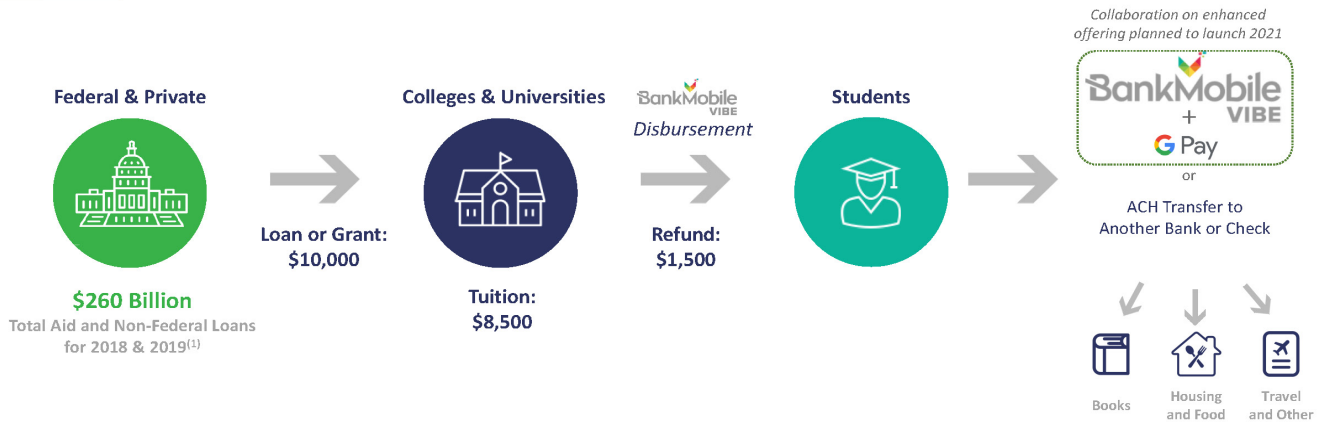 Collaboration on enhanced
offering planned to launch 2021
Federal & Private
Colleges & Universities
BankMobile
VIBE
Disbursement
Students
BankMobile
VIBE
+
G Pay
or
ACH Transfer to
Another Bank or Check
Loan or Grant:
$10,000
Refund:
$1,500
$260 Billion
Total Aid and Non-Federal Loans
for 2018 & 2019(1)
Tuition:
$8,500
Books
Housing
and Food
Travel
and Other